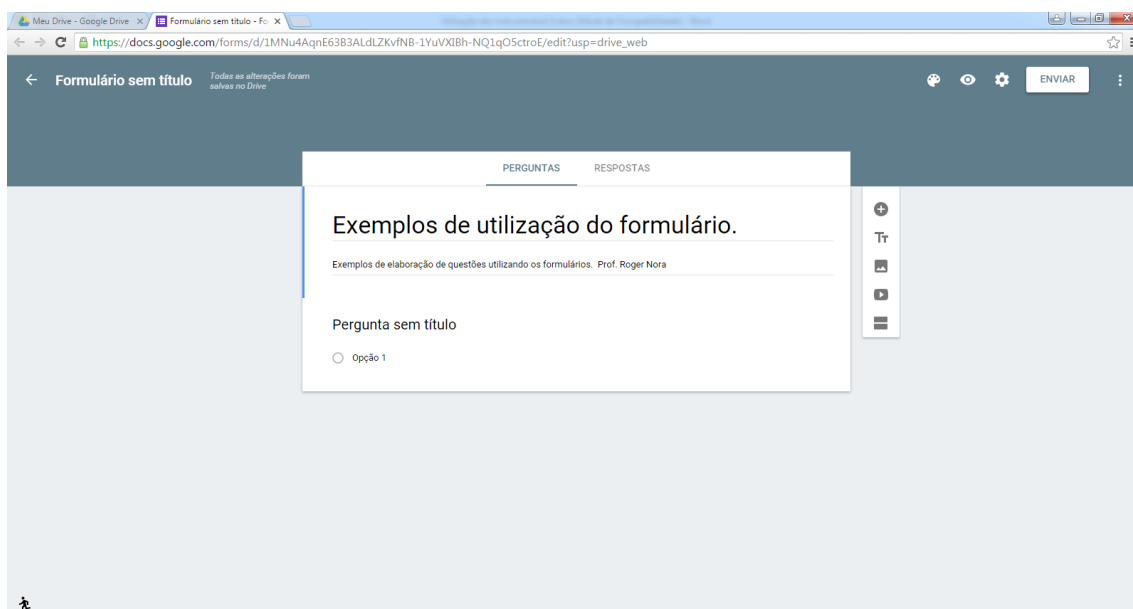 Meu Drive - Google Drive
Formulário sem título - Fo
https://docs.google.com/forms/d/1MNu4AqnE63B3ALdLZKvfNB-1YuVXIBh-NQ1qO5ctroE/edit?usp=drive_web
Formulário sem título
Todas as alterações foram
salvas no Drive
ENVIAR
PERGUNTAS RESPOSTAS
Exemplos de utilização do formulário.
Exemplos de elaboração de questões utilizando os formulários. Prof. Roger Nora
Pergunta sem título
Opção 1